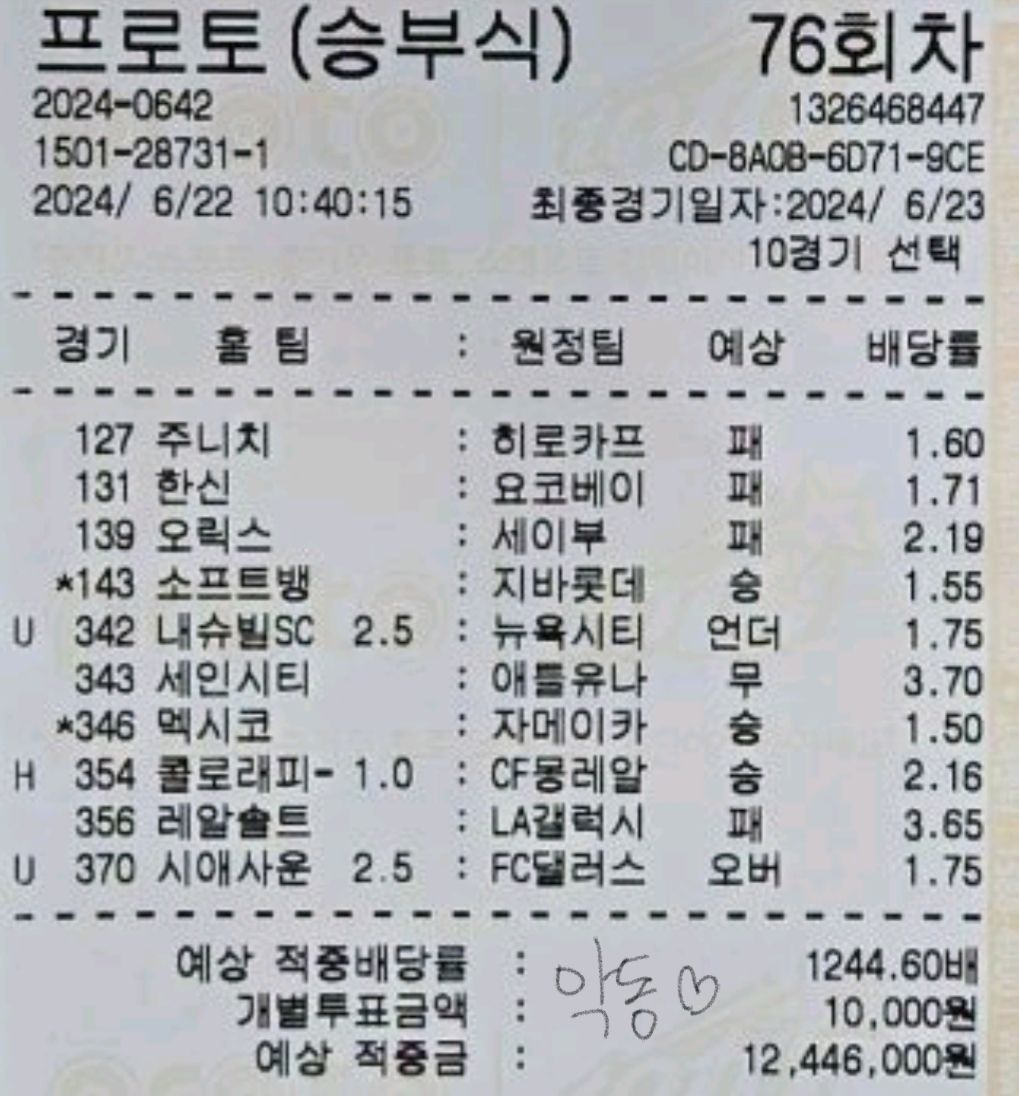 프로토(승부식) 76회차
2024-0642 1326468447
1501-28731-1 CD-8A0B-6D71-9CE
2024/ 6/22 10:40:15 최종경기일자:2024/ 6/23
10경기 선택
경기 홈 팀 : 원정팀 예상 배당률
127 주니치 : 히로카프 패 1.60
131 한신 : 요코베이 패 1.71
139 오릭스 : 세이부 패 2.19
*143 소프트뱅 : 지바롯데 승 1.55
U 342 내슈빌SC 2.5 : 뉴욕시티 언더 1.75
343 세인시티 : 애틀유나 무 3.70
*346 멕시코 : 자메이카 승 1.50
H 354 콜로래피- 1.0 : CF몽레알 승 2.16
356 레알솔트 : LA갤럭시 패 3.65
U 370 시애사운 2.5 : FC댈러스 오버 1.75
예상 적중배당률 : 1244.60배
개별투표금액 : 10,000원
예상 적중금 : 12,446,000원
악동